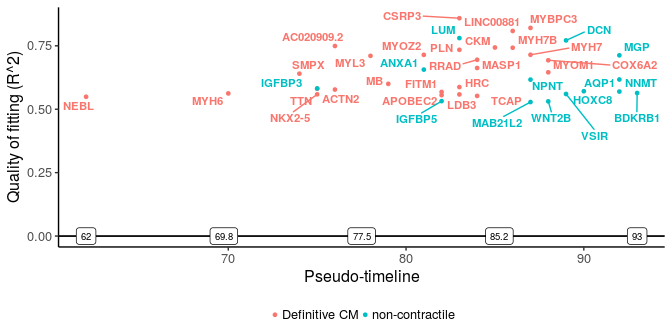 CSRP3
LINC00881
MYBPC3
AC020909.2
LUM
DCN
MYOZ2
PLN
CKM
MYH7B
MYH7
MGP
0.75
SMPX
MYL3
ANXA1
RRAD
MASP1
MYOM1
COX6A2
IGFBP3
MB
FITM1
HRC
NPNT
AQP1
NNMT
NEBL
MYH6
TTN
ACTN2
APOBEC2
LDB3
TCAP
HOXC8
0.50
NKX2-5
IGFBP5
MAB21L2
WNT2B
BDKRB1
VSIR
0.25
0.00
62
69.8
77.5
85.2
93
70
80
90
Quality of fitting (R^2)
Pseudo-timeline
Definitive CM
non-contractile